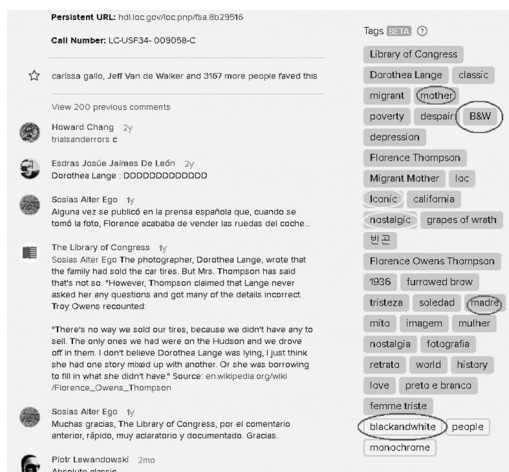 Persistent URL: hdl.loc.gov/loc.pnp/fsa.8b29516
Call Number: LC-USF34- 009058-C
carissa gallo, Jeff Van de Walker and 3167 more people faved this
View 200 previous comments
Howard Chang 2y
trialsanderrors c
Esdras Josúe Jaimes De León 2y
Dorothea Lange : DDDDDDDDDDDDD
Sosias Alter Ego 1y
Alguna vez se publicó en la prensa española que, cuando se
tomó la foto, Florence acababa de vender las ruedas del coche...
The Library of Congress 1y
Sosias Alter Ego The photographer, Dorothea Lange, wrote that
the family had sold the car tires. But Mrs. Thompson has said
that's not so. "However, Thompson claimed that Lange never
asked her any questions and got many of the details incorrect.
Troy Owens recounted:
"There's no way we sold our tires, because we didn't have any to
sell. The only ones we had were on the Hudson and we drove
off in them. I don't believe Dorothea Lange was lying, I just think
she had one story mixed up with another. Or she was borrowing
to fill in what she didn't have." Source: en.wikipedia.org/wiki
/Florence_Owens_Thompson
Sosias Alter Ego 1y
Muchas gracias, The Library of Congress, por el comentario
anterior, rápido, muy aclaratorio y documentado. Gracias.
Piotr Lewandowski 2mo
Absolute classic
Tags BETA ?
Library of Congress
Dorothea Lange classic
migrant mother
poverty despair B&W
depression
Florence Thompson
Migrant Mother loc
Iconic california
nostalgic grapes of wrath
빈곤
Florence Owens Thompson
1936 furrowed brow
tristeza soledad madre
mito imagem mulher
nostalgia fotografia
retrato world history
love preto e branco
femme triste
blackandwhite people
monochrome